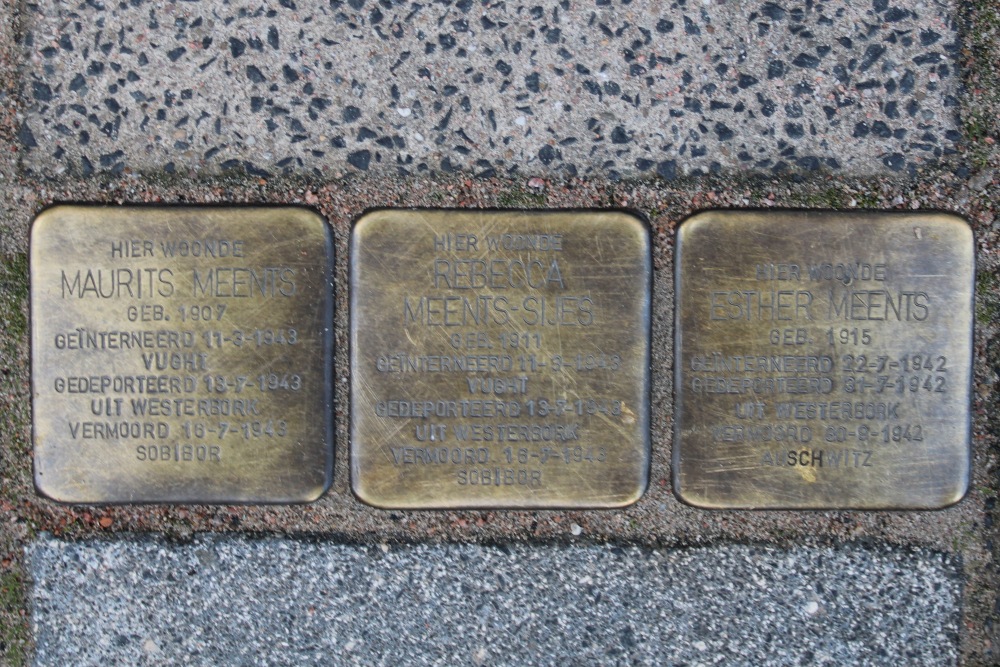 HIER WOONDE
MAURITS MEENTS
GEB. 1907
GEÏNTERNEERD 11-3-1943
VUGHT
GEDEPORTEERD 13-7-1943
UIT WESTERBORK
VERMOORD 16-7-1943
SOBIBOR
HIER WOONDE
REBECCA
MEENTS-SIJES
GEB. 1911
GEÏNTERNEERD 11-3-1943
VUGHT
GEDEPORTEERD 13-7-1943
UIT WESTERBORK
VERMOORD 16-7-1943
SOBIBOR
HIER WOONDE
ESTHER MEENTS
GEB. 1915
GEÏNTERNEERD 22-7-1942
GEDEPORTEERD 31-7-1942
UIT WESTERBORK
VERMOORD 30-9-1942
AUSCHWITZ